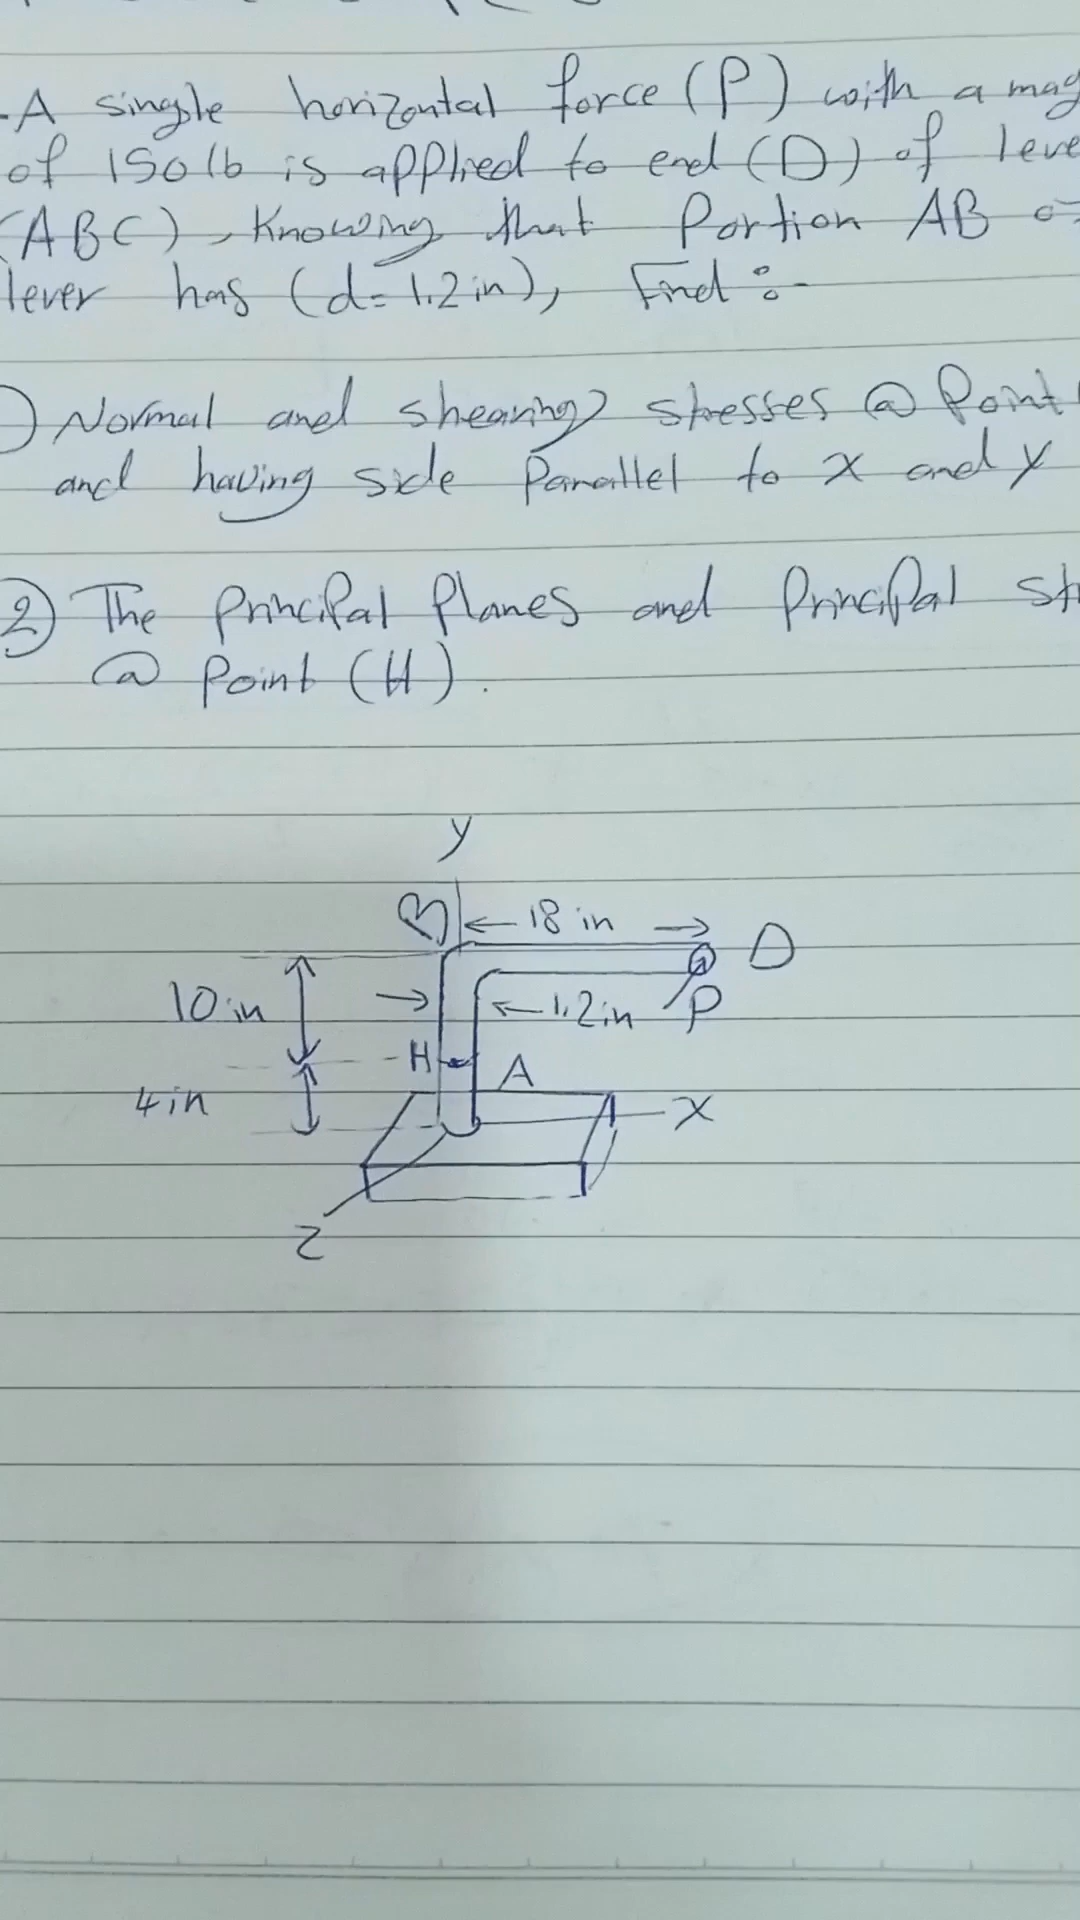 A single horizontal force (P) with a mag
of 150 lb is applied to end (D) of leve
(ABC), Knowing that Portion AB
lever has (d=1.2 in), Find :-
Normal and shearing stresses @ Point
and having side Parallel to x and y
2) The principal Planes and Principal st
@ Point (H).
y
B ← 18 in → D
10 in → ← 1.2 in P
H A
4 in x
z